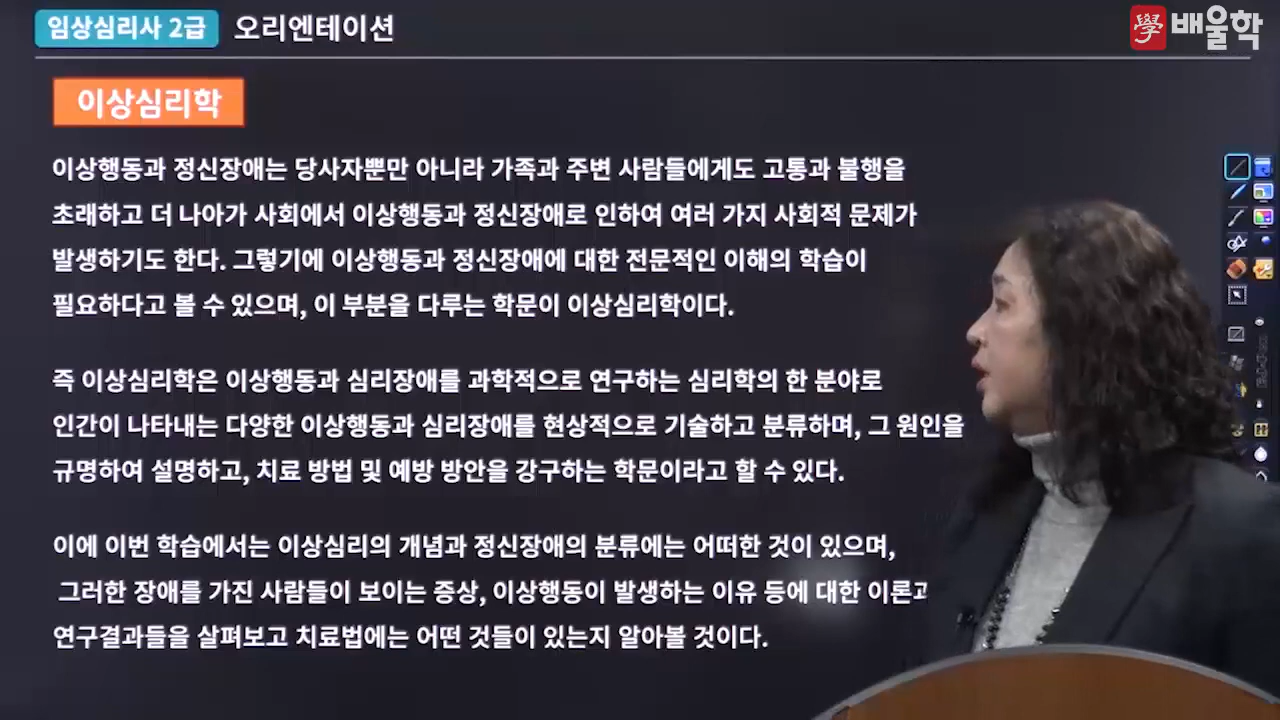 임상심리사 2급 오리엔테이션
學 배울학
이상심리학
이상행동과 정신장애는 당사자뿐만 아니라 가족과 주변 사람들에게도 고통과 불행을
초래하고 더 나아가 사회에서 이상행동과 정신장애로 인하여 여러 가지 사회적 문제가
발생하기도 한다. 그렇기에 이상행동과 정신장애에 대한 전문적인 이해의 학습이
필요하다고 볼 수 있으며, 이 부분을 다루는 학문이 이상심리학이다.
즉 이상심리학은 이상행동과 심리장애를 과학적으로 연구하는 심리학의 한 분야로
인간이 나타내는 다양한 이상행동과 심리장애를 현상적으로 기술하고 분류하며, 그 원인을
규명하여 설명하고, 치료 방법 및 예방 방안을 강구하는 학문이라고 할 수 있다.
이에 이번 학습에서는 이상심리의 개념과 정신장애의 분류에는 어떠한 것이 있으며,
그러한 장애를 가진 사람들이 보이는 증상, 이상행동이 발생하는 이유 등에 대한 이론과
연구결과들을 살펴보고 치료법에는 어떤 것들이 있는지 알아볼 것이다.